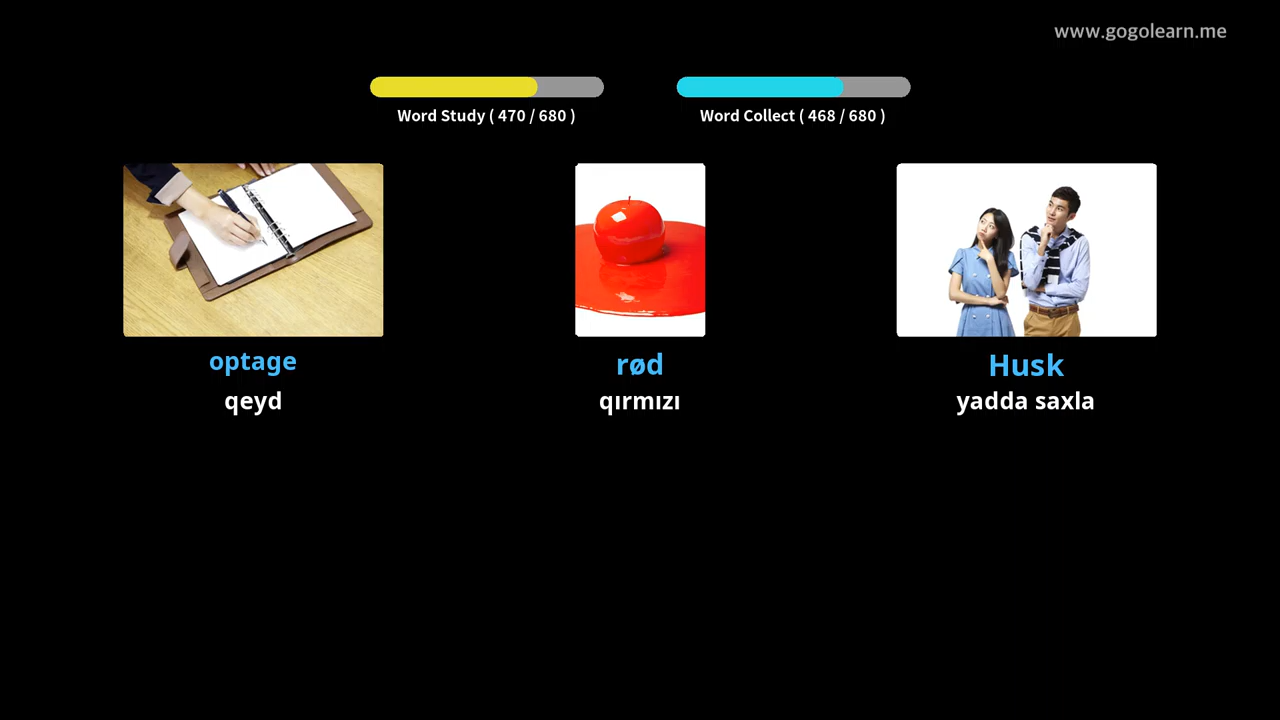 www.gogolearn.me
Word Study ( 470 / 680 )
Word Collect ( 468 / 680 )
optage
qeyd
rød
qırmızı
Husk
yadda saxla